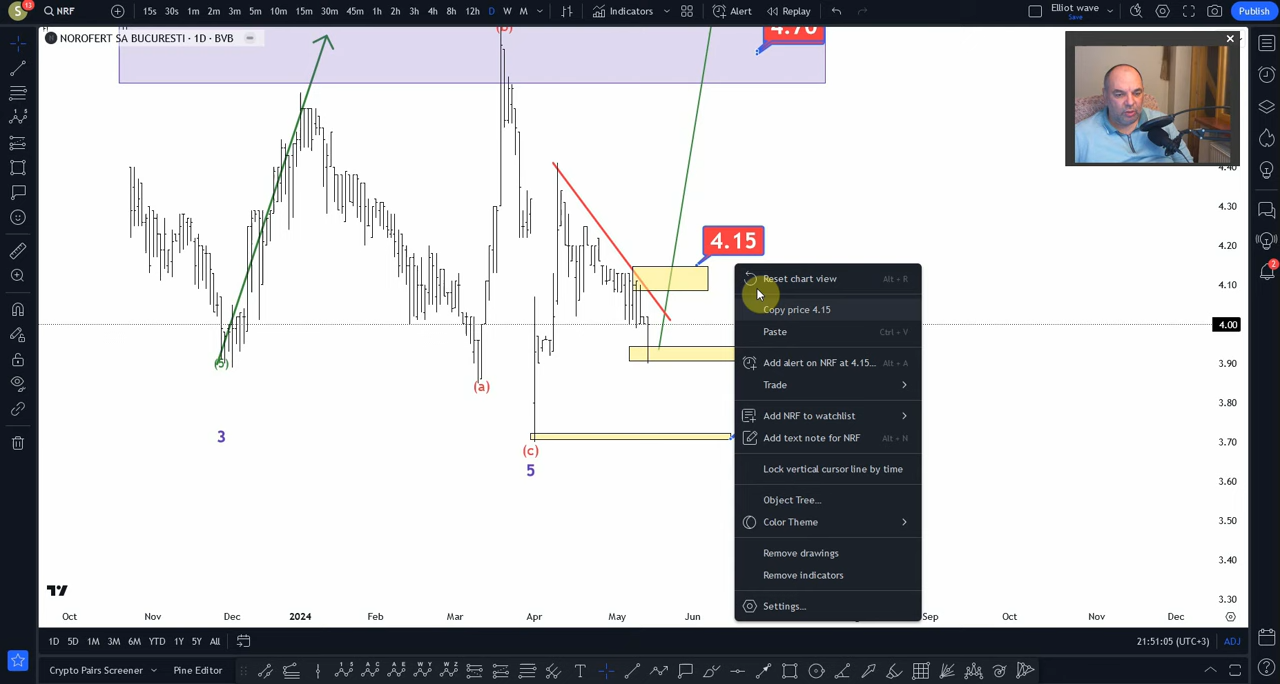 S 13 NRF 15s 30s 1m 2m 3m 5m 10m 15m 30m 45m 1h 2h 3h 4h 8h 12h D W M Indicators Alert Replay Elliot wave Save Publish
NOROFERT SA BUCURESTI · 1D · BVB
(b)
4.70
4.40
4.30
4.15
4.20
4.10
4.00
3.90
3.80
3.70
3.60
3.50
3.40
3.30
2
(5)
3
(a)
(c)
5
Reset chart view Alt + R
Copy price 4.15
Paste Ctrl + V
Add alert on NRF at 4.15... Alt + A
Trade
Add NRF to watchlist
Add text note for NRF Alt + N
Lock vertical cursor line by time
Object Tree...
Color Theme
Remove drawings
Remove indicators
Settings...
Oct Nov Dec 2024 Feb Mar Apr May Jun Sep Oct Nov Dec
1D 5D 1M 3M 6M YTD 1Y 5Y All 21:51:05 (UTC+3) ADJ
Crypto Pairs Screener Pine Editor